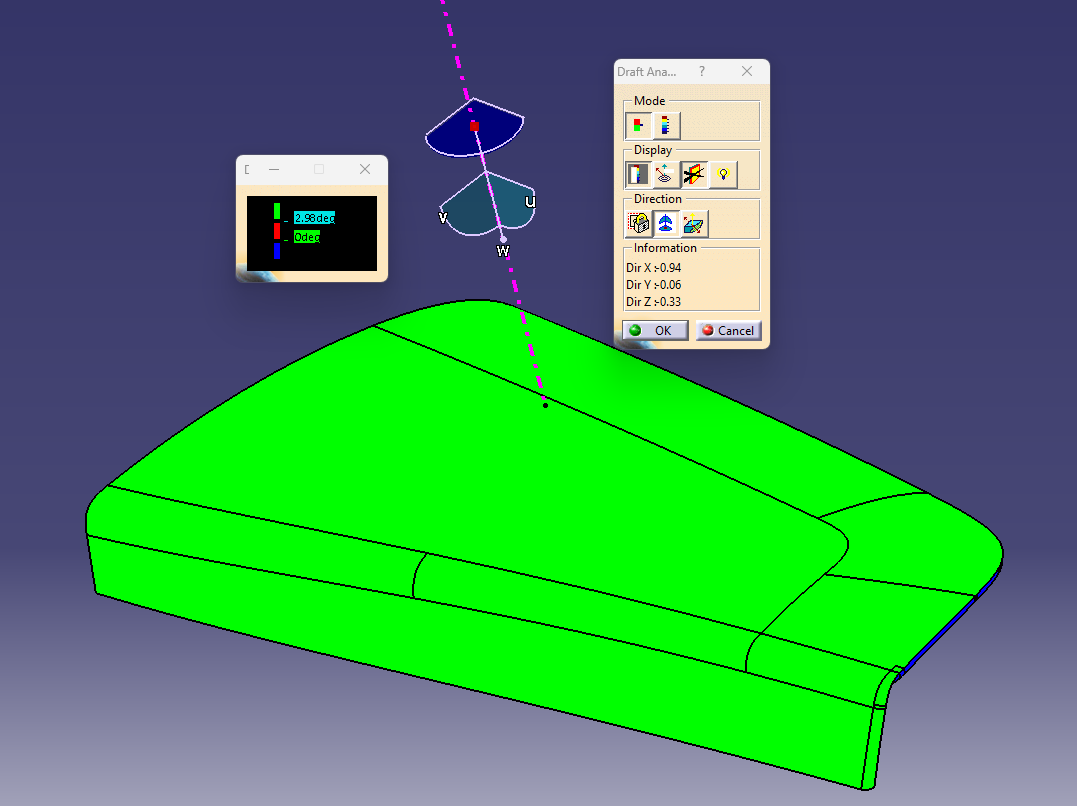 Draft Ana... ?
Mode
Display
Direction
Information
Dir X :-0.94
Dir Y :-0.06
Dir Z :-0.33
OK Cancel
2.98deg
0deg
u
v
w